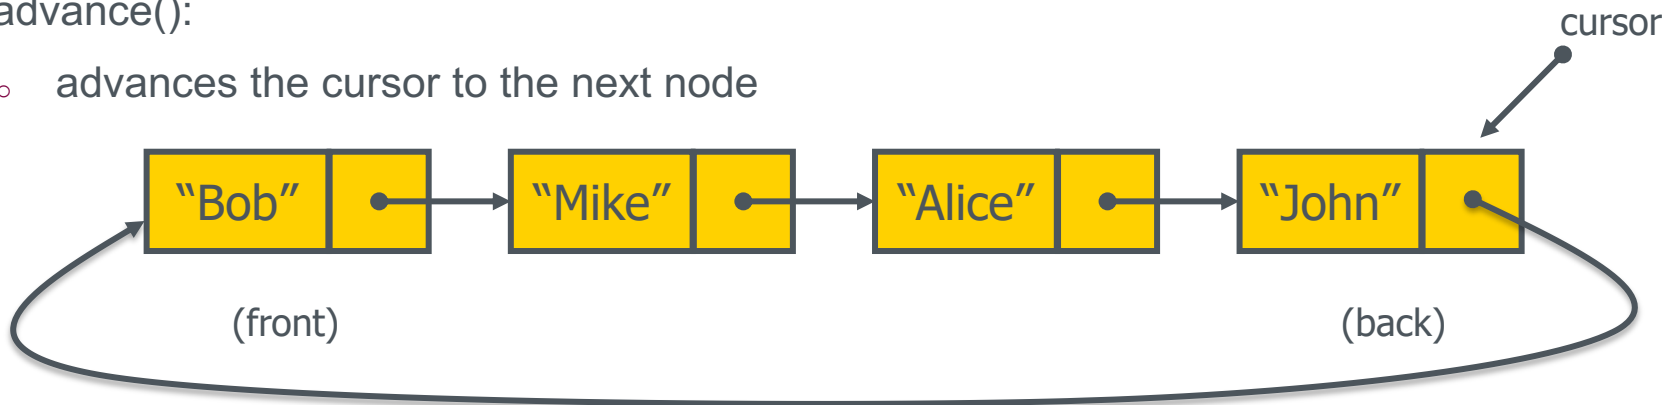 advance():
cursor
○ advances the cursor to the next node
“Bob” “Mike” “Alice” “John”
(front) (back)